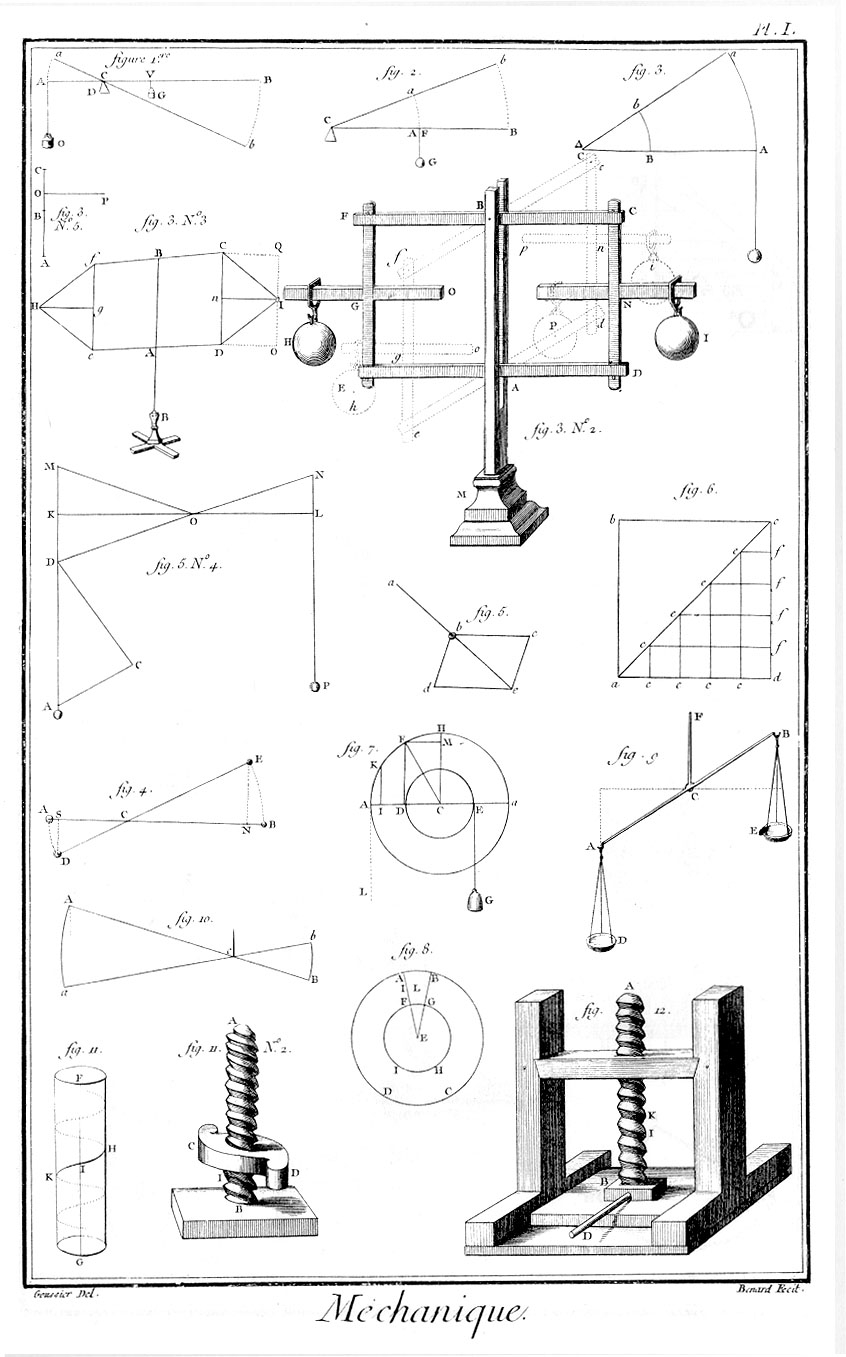 Pl. I.
figure 1.re
a
A
C
V
B
D
G
O
b
fig. 2.
b
a
C
A F
B
G
fig. 3.
a
b
Δ
C
B
A
C
O
P
B
fig. 3.
N.o 5.
A
fig. 3. N.o 3
f
B
C
Q
H
g
n
I
e
A
D
O
B
B
F
C
c
f
p
n
i
G
O
N
H
P
d
I
g
o
E
h
A
D
e
fig. 3. N.o 2.
M
M
N
K
O
L
D
fig. 5. N.o 4.
C
A
P
fig. 5.
a
b
c
d
e
fig. 6.
b
c
e
f
e
f
e
f
e
f
a
e
e
e
e
d
fig. 4.
E
A
S
C
N
B
D
fig. 7.
H
F
M
K
A
I
D
C
E
a
L
G
fig. 9
F
B
C
E
A
D
fig. 10.
A
c
b
a
B
fig. 8.
A
B
I
L
F
G
E
I
H
D
C
fig. 11.
F
H
K
I
G
fig. 11. N.o 2.
A
C
D
I
B
fig. 12.
A
K
I
B
D
Goussier Del.
Benard Fecit.
Méchanique.